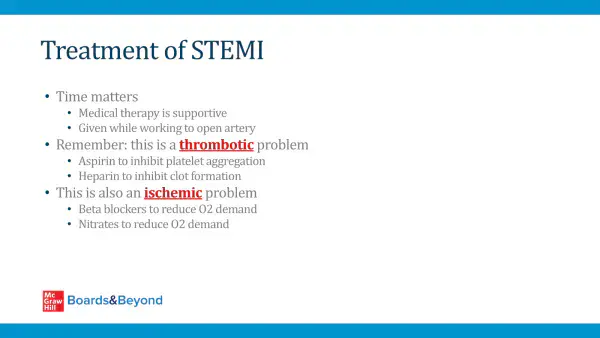 Treatment of STEMI
• Time matters
• Medical therapy is supportive
• Given while working to open artery
• Remember: this is a thrombotic problem
• Aspirin to inhibit platelet aggregation
• Heparin to inhibit clot formation
• This is also an ischemic problem
• Beta blockers to reduce O2 demand
• Nitrates to reduce O2 demand
Mc
Graw
Hill
Boards&Beyond